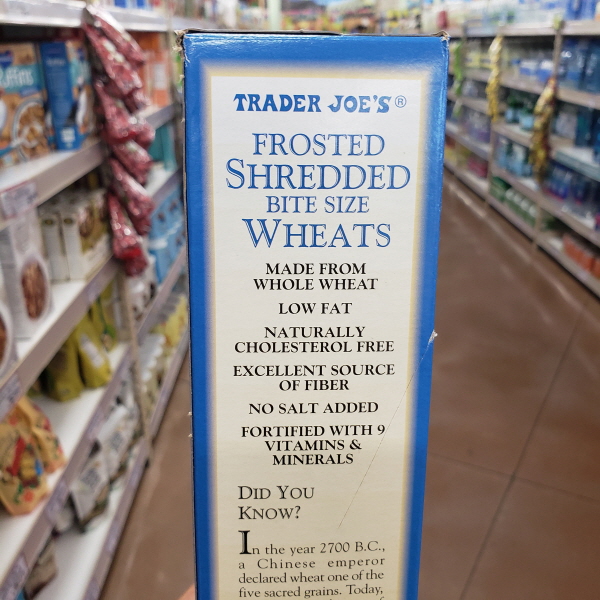 TRADER JOE'S®
FROSTED
SHREDDED
BITE SIZE
WHEATS
MADE FROM
WHOLE WHEAT
LOW FAT
NATURALLY
CHOLESTEROL FREE
EXCELLENT SOURCE
OF FIBER
NO SALT ADDED
FORTIFIED WITH 9
VITAMINS &
MINERALS
DID YOU
KNOW?
In the year 2700 B.C.,
a Chinese emperor
declared wheat one of the
five sacred grains. Today,